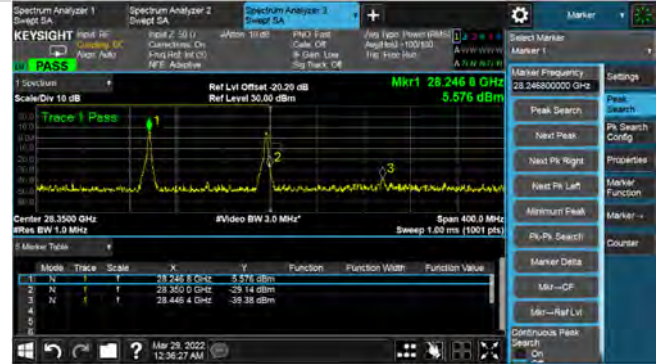 Spectrum Analyzer 1
Swept SA
Spectrum Analyzer 2
Swept SA
Spectrum Analyzer 3
Swept SA
Marker
KEYSIGHT
Input: RF
Coupling: DC
Align: Auto
Input Z: 50 Ω
Corrections: On
Freq Ref: Int (S)
NFE: Adaptive
#Atten: 10 dB
PNO: Fast
Gate: Off
IF Gain: Low
Sig Track: Off
Avg Type: Power (RMS)
Avg|Hold: >100/100
Trig: Free Run
PASS
Select Marker
Marker 1
1 Spectrum
Scale/Div 10 dB
Ref Lvl Offset -20.20 dB
Ref Level 30.00 dBm
Mkr1 28.246 8 GHz
5.576 dBm
Trace 1 Pass
1
2
3
Center 28.3500 GHz
#Res BW 1.0 MHz
#Video BW 3.0 MHz*
Span 400.0 MHz
Sweep 1.00 ms (1001 pts)
5 Marker Table
Mode Trace Scale X Y Function Function Width Function Value
1 N 1 f 28.246 8 GHz 5.576 dBm
2 N 1 f 28.350 0 GHz -29.14 dBm
3 N 1 f 28.446 4 GHz -39.38 dBm
4
5
6
Marker Frequency
28.246800000 GHz
Peak Search
Next Peak
Next Pk Right
Next Pk Left
Minimum Peak
Pk-Pk Search
Marker Delta
Mkr→CF
Mkr→Ref Lvl
Continuous Peak
Search
On
Off
Settings
Peak
Search
Pk Search
Config
Properties
Marker
Function
Marker→
Counter
?
Mar 29, 2022
12:36:27 AM